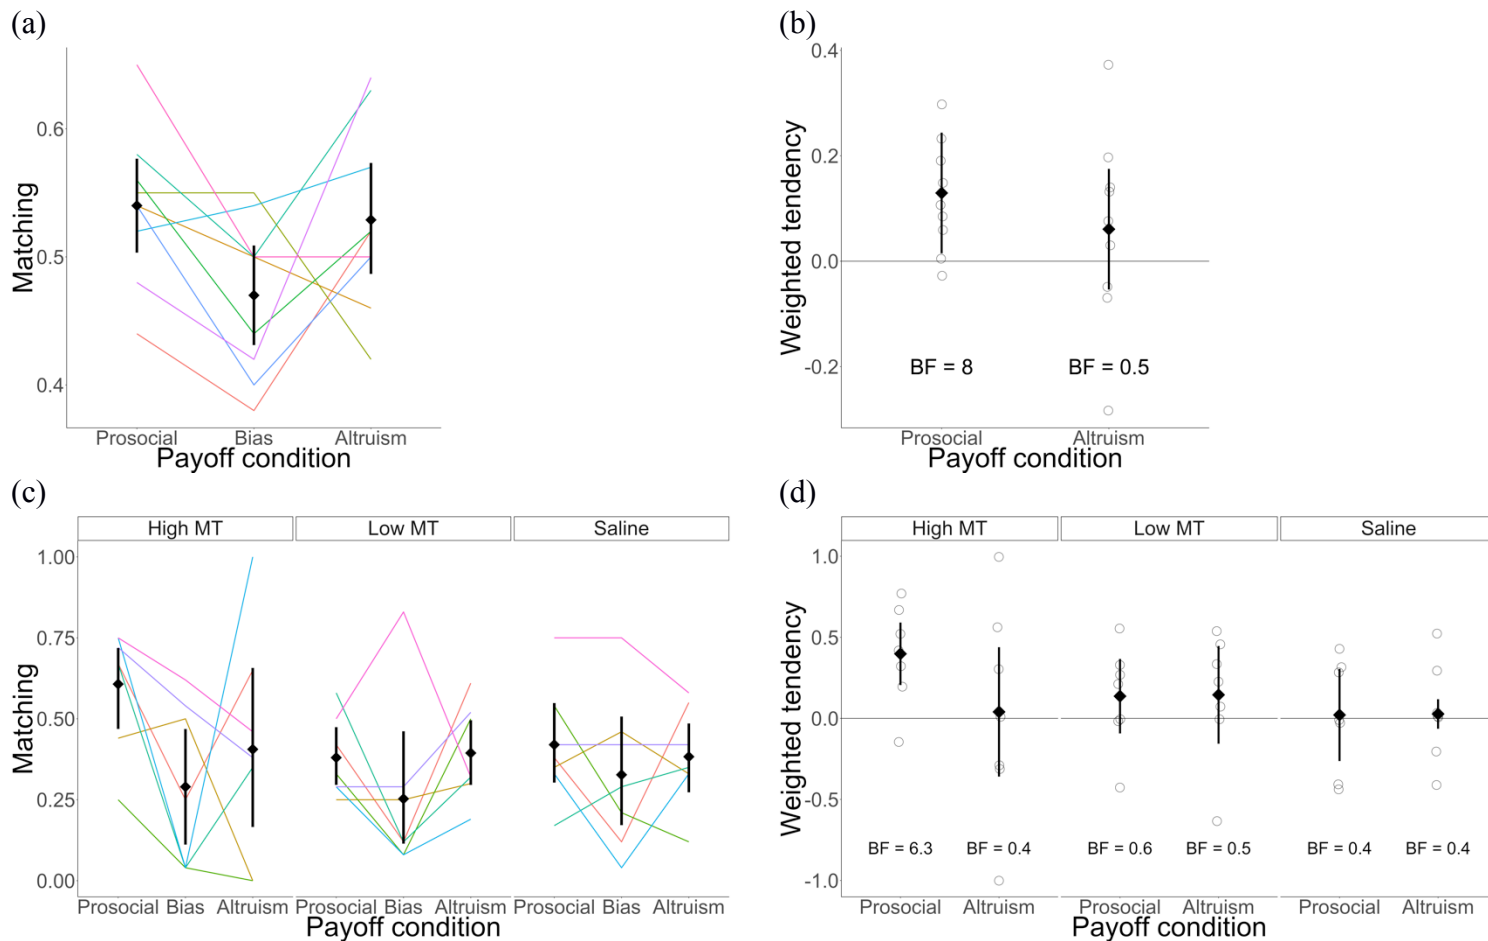 (a)
(b)
0.6
0.5
0.4
Matching
Prosocial Bias Altruism
Payoff condition
0.4
0.2
0.0
-0.2
Weighted tendency
BF = 8 BF = 0.5
Prosocial Altruism
Payoff condition
(c)
(d)
High MT Low MT Saline
1.00
0.75
0.50
0.25
0.00
Matching
Prosocial Bias Altruism Prosocial Bias Altruism Prosocial Bias Altruism
Payoff condition
High MT Low MT Saline
1.0
0.5
0.0
-0.5
-1.0
Weighted tendency
BF = 6.3 BF = 0.4 BF = 0.6 BF = 0.5 BF = 0.4 BF = 0.4
Prosocial Altruism Prosocial Altruism Prosocial Altruism
Payoff condition